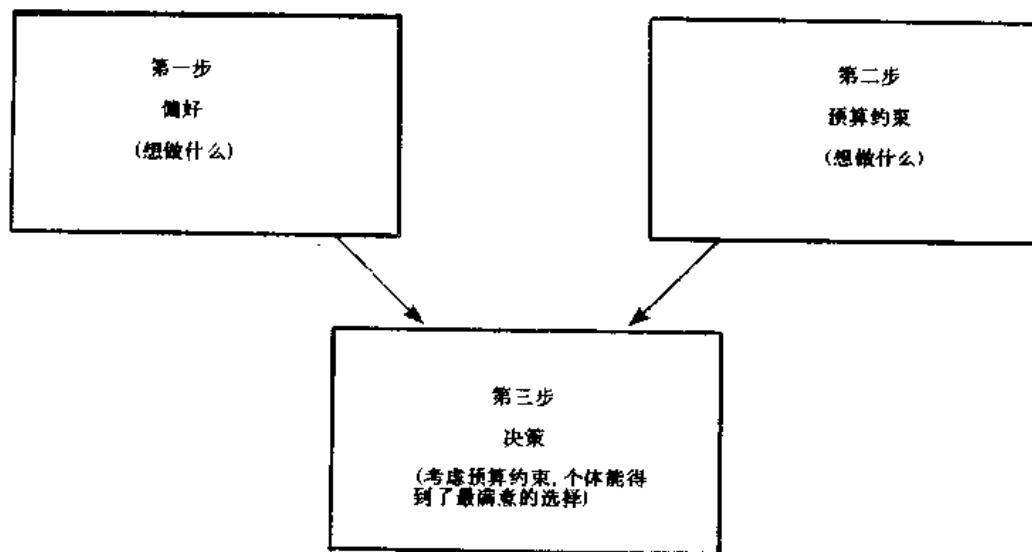 第一步
偏好
(想做什么)
第二步
预算约束
(想做什么)
第三步
决策
(考虑预算约束,个体能得
到了最满意的选择)